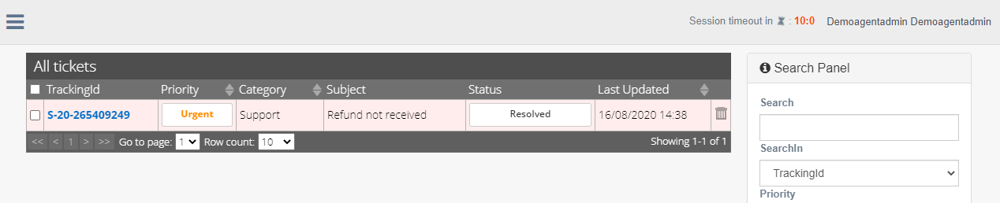 Session timeout in : 10:0 Demoagentadmin Demoagentadmin
All tickets
TrackingId Priority Category Subject Status Last Updated
S-20-265409249 Urgent Support Refund not received Resolved 16/08/2020 14:38
<< < 1 > >> Go to page: 1 Row count: 10 Showing 1-1 of 1
Search Panel
Search
SearchIn
TrackingId
Priority